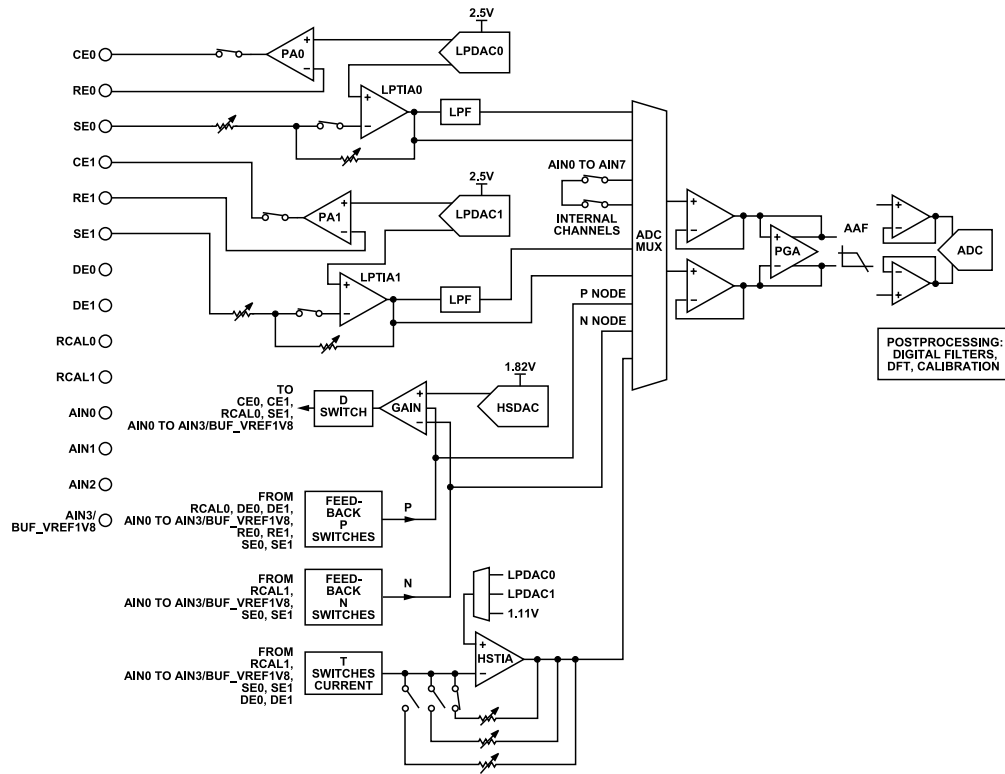 CE0
RE0
SE0
CE1
RE1
SE1
DE0
DE1
RCAL0
RCAL1
AIN0
AIN1
AIN2
AIN3/
BUF_VREF1V8
2.5V
+
−
PA0
LPDAC0
LPTIA0
+
−
LPF
2.5V
+
−
PA1
LPDAC1
LPTIA1
+
−
LPF
AIN0 TO AIN7
INTERNAL
CHANNELS
P NODE
N NODE
ADC
MUX
+
−
+
−
+
−
PGA
AAF
+
−
−
+
ADC
POSTPROCESSING:
DIGITAL FILTERS,
DFT, CALIBRATION
TO
CE0, CE1,
RCAL0, SE1,
AIN0 TO AIN3/BUF_VREF1V8
D
SWITCH
GAIN
+
−
1.82V
HSDAC
FROM
RCAL0, DE0, DE1,
AIN0 TO AIN3/BUF_VREF1V8,
RE0, RE1,
SE0, SE1
FEED-
BACK
P
SWITCHES
P
FROM
RCAL1,
AIN0 TO AIN3/BUF_VREF1V8,
SE0, SE1
FEED-
BACK
N
SWITCHES
N
LPDAC0
LPDAC1
1.11V
+
−
HSTIA
FROM
RCAL1,
AIN0 TO AIN3/BUF_VREF1V8,
SE0, SE1
DE0, DE1
T
SWITCHES
CURRENT